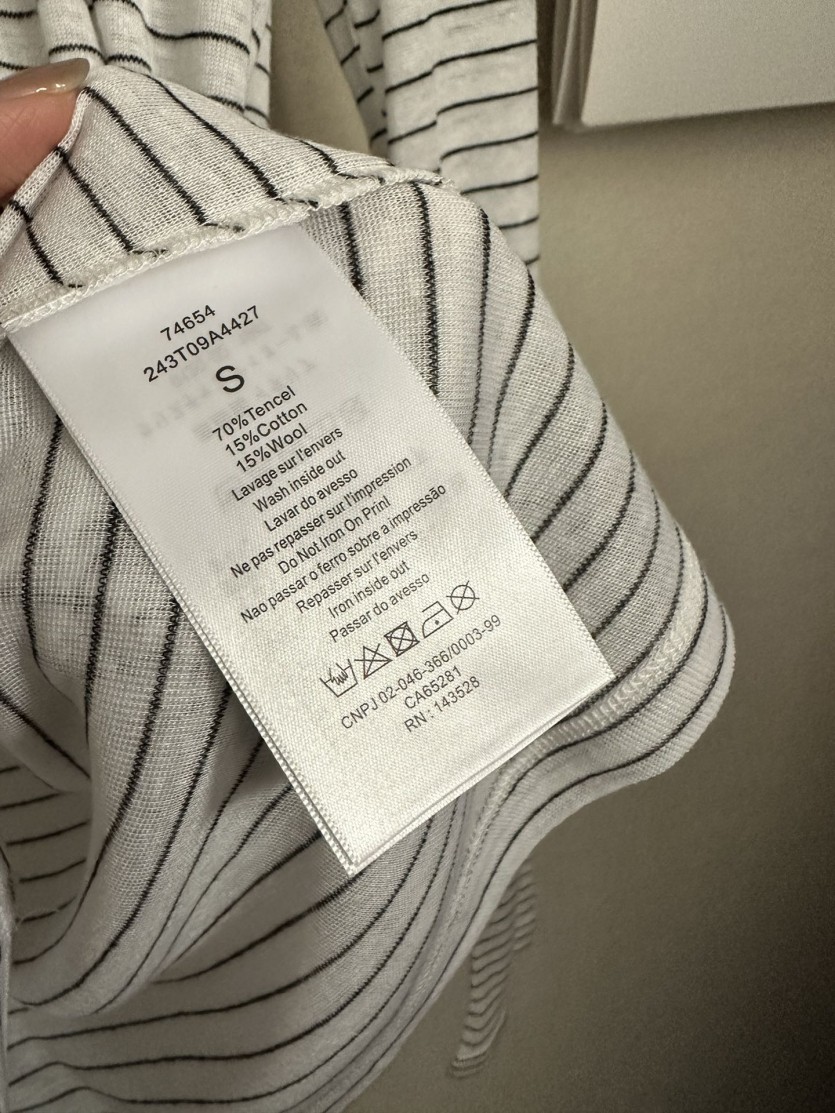 74654
243T09A4427
S
70%Tencel
15%Cotton
15%Wool
Lavage sur l'envers
Wash inside out
Lavar do avesso
Ne pas repasser sur l'impression
Do Not Iron On Prinl
Nao passar o ferro sobre a impressão
Repasser sur l'envers
Iron inside out
Passar do avesso
CNPJ 02-046-366/0003-99
CA65281
RN: 143528